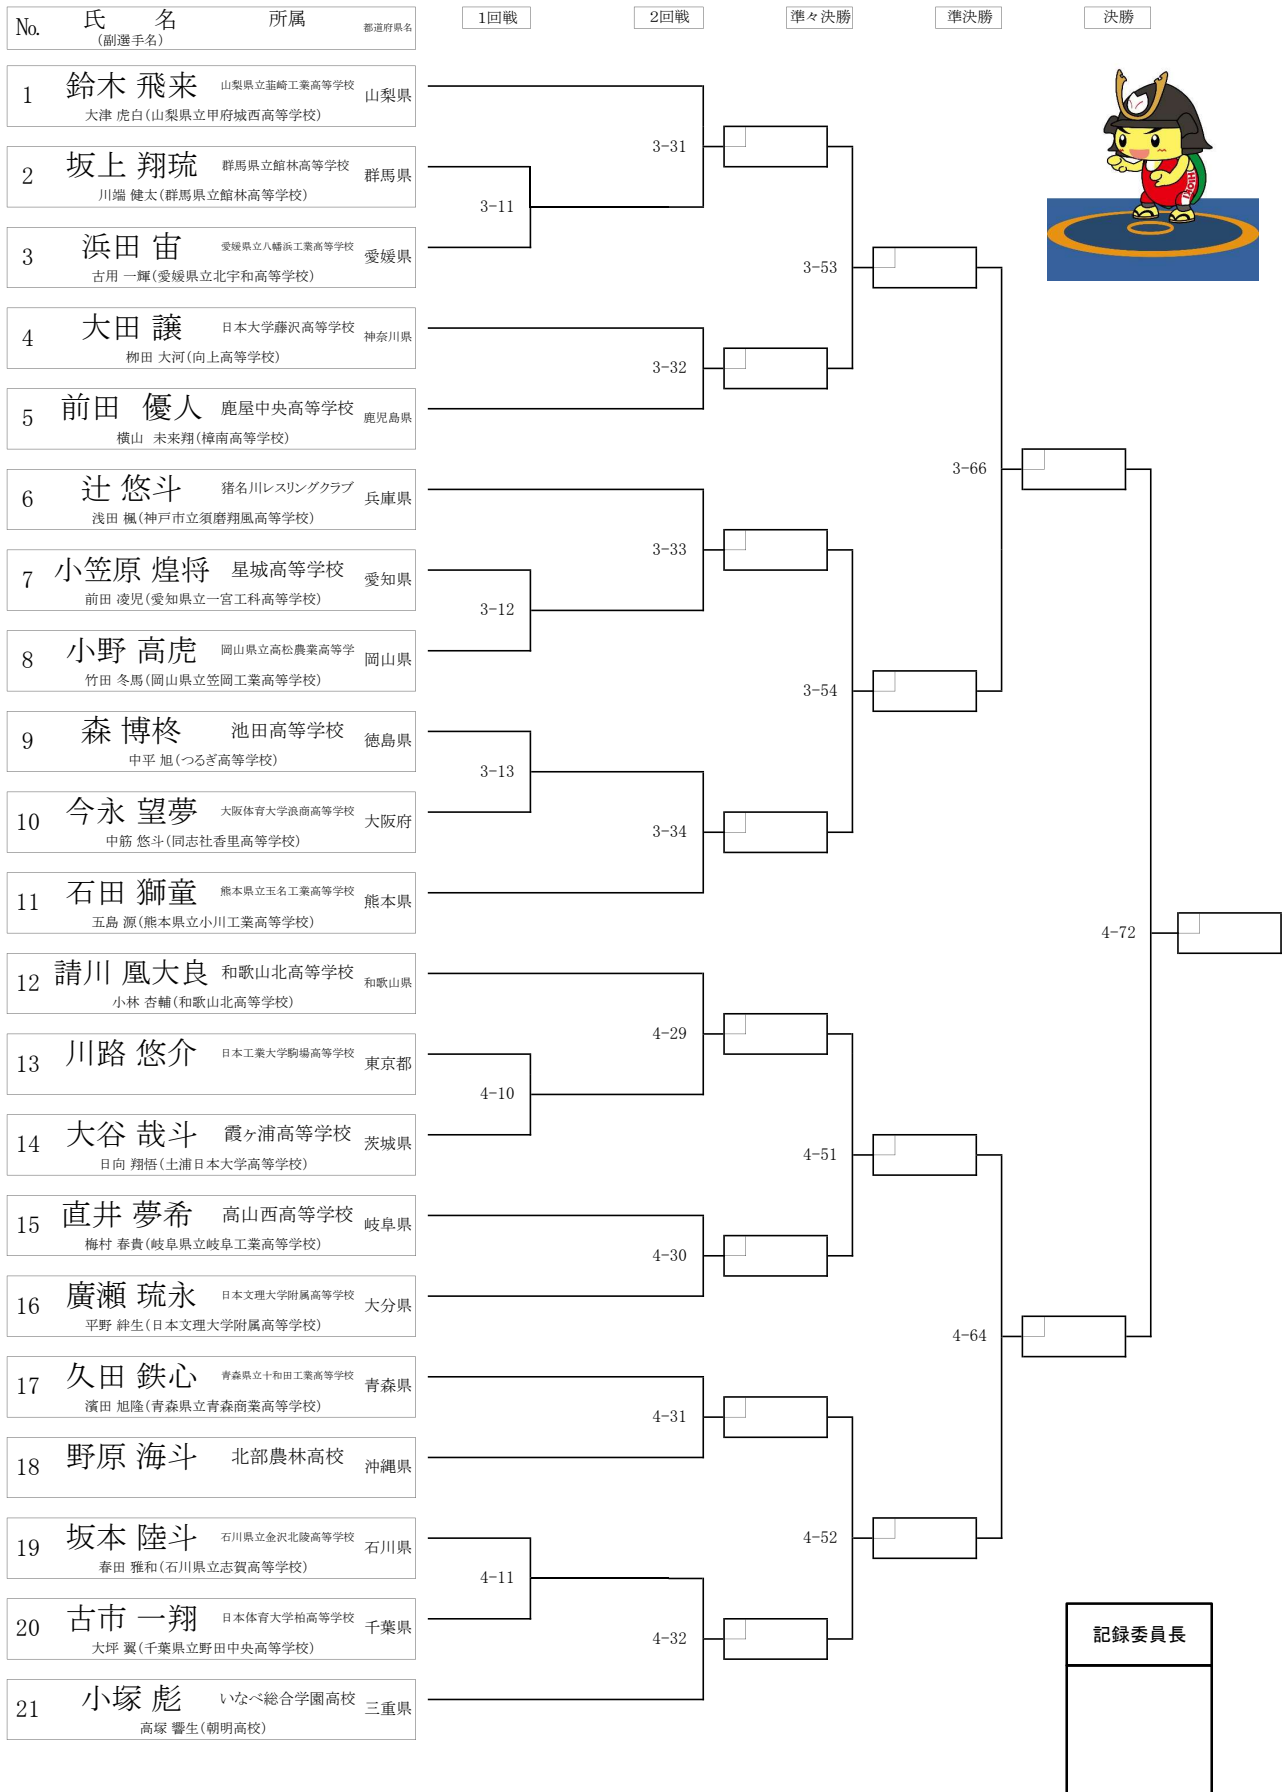 No. 氏 名 所属 都道府県名 1回戦 2回戦 準々決勝 準決勝 決勝
(副選手名)
1 鈴木 飛来 山梨県立韮崎工業高等学校 山梨県
大津 虎白(山梨県立甲府城西高等学校)
3-31
2 坂上 翔琉 群馬県立館林高等学校 群馬県
川端 健太(群馬県立館林高等学校)
3-11
3 浜田 宙 愛媛県立八幡浜工業高等学校 愛媛県
古用 一輝(愛媛県立北宇和高等学校)
3-53
4 大田 譲 日本大学藤沢高等学校 神奈川県
栁田 大河(向上高等学校)
3-32
5 前田 優人 鹿屋中央高等学校 鹿児島県
横山 未来翔(樟南高等学校)
3-66
6 辻 悠斗 猪名川レスリングクラブ 兵庫県
浅田 楓(神戸市立須磨翔風高等学校)
3-33
7 小笠原 煌将 星城高等学校 愛知県
前田 凌児(愛知県立一宮工科高等学校)
3-12
8 小野 高虎 岡山県立高松農業高等学 岡山県
竹田 冬馬(岡山県立笠岡工業高等学校)
3-54
9 森 博柊 池田高等学校 徳島県
中平 旭(つるぎ高等学校)
3-13
10 今永 望夢 大阪体育大学浪商高等学校 大阪府
中筋 悠斗(同志社香里高等学校)
3-34
11 石田 獅童 熊本県立玉名工業高等学校 熊本県
五島 源(熊本県立小川工業高等学校)
4-72
12 請川 凰大良 和歌山北高等学校 和歌山県
小林 杏輔(和歌山北高等学校)
4-29
13 川路 悠介 日本工業大学駒場高等学校 東京都
4-10
14 大谷 哉斗 霞ヶ浦高等学校 茨城県
日向 翔悟(土浦日本大学高等学校)
4-51
15 直井 夢希 高山西高等学校 岐阜県
梅村 春貴(岐阜県立岐阜工業高等学校)
4-30
16 廣瀬 琉永 日本文理大学附属高等学校 大分県
平野 絆生(日本文理大学附属高等学校)
4-64
17 久田 鉄心 青森県立十和田工業高等学校 青森県
濱田 旭隆(青森県立青森商業高等学校)
4-31
18 野原 海斗 北部農林高校 沖縄県
19 坂本 陸斗 石川県立金沢北陵高等学校 石川県
春田 雅和(石川県立志賀高等学校)
4-52
4-11
20 古市 一翔 日本体育大学柏高等学校 千葉県
大坪 翼(千葉県立野田中央高等学校)
4-32
記録委員長
21 小塚 彪 いなべ総合学園高校 三重県
高塚 響生(朝明高校)